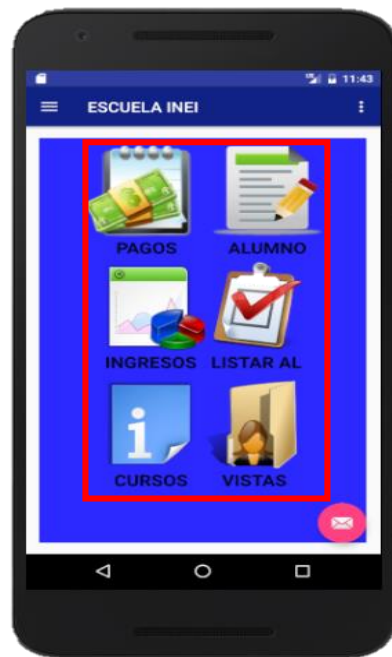 11:43
ESCUELA INEI
PAGOS ALUMNO
INGRESOS LISTAR AL
CURSOS VISTAS